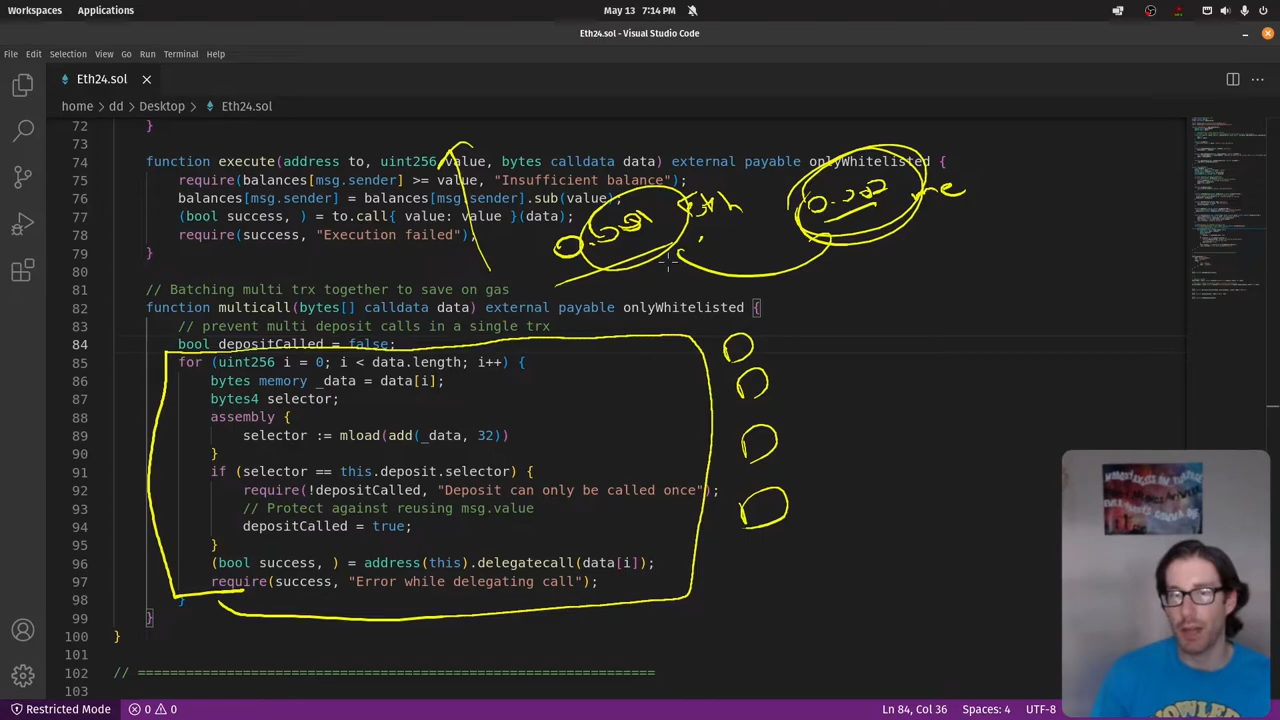 Workspaces Applications May 13 7:14 PM
Eth24.sol - Visual Studio Code
File Edit Selection View Go Run Terminal Help
Eth24.sol
home > dd > Desktop > Eth24.sol
72 }
73
74 function execute(address to, uint256 value, bytes calldata data) external payable onlyWhitelisted {
75 require(balances[msg.sender] >= value, "Insufficient balance");
76 balances[msg.sender] = balances[msg.sender].sub(value);
77 (bool success, ) = to.call{ value: value }(data);
78 require(success, "Execution failed");
79 }
80
81 // Batching multi trx together to save on gas
82 function multicall(bytes[] calldata data) external payable onlyWhitelisted {
83 // prevent multi deposit calls in a single trx
84 bool depositCalled = false;
85 for (uint256 i = 0; i < data.length; i++) {
86 bytes memory _data = data[i];
87 bytes4 selector;
88 assembly {
89 selector := mload(add(_data, 32))
90 }
91 if (selector == this.deposit.selector) {
92 require(!depositCalled, "Deposit can only be called once");
93 // Protect against reusing msg.value
94 depositCalled = true;
95 }
96 (bool success, ) = address(this).delegatecall(data[i]);
97 require(success, "Error while delegating call");
98 }
99 }
100 }
101
102 // ================================================================
103
0.001 Eth
0.002 me
Restricted Mode 0 0 Ln 84, Col 36 Spaces: 4 UTF-8